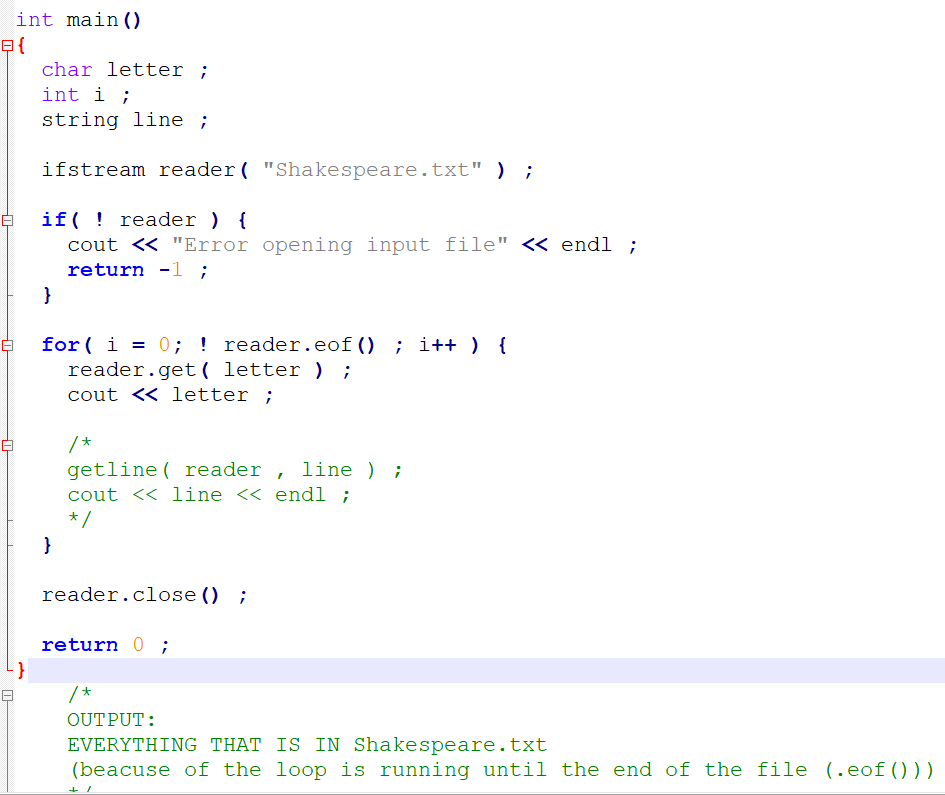 int main()
{
char letter ;
int i ;
string line ;
ifstream reader( "Shakespeare.txt" ) ;
if( ! reader ) {
cout << "Error opening input file" << endl ;
return -1 ;
}
for( i = 0; ! reader.eof() ; i++ ) {
reader.get( letter ) ;
cout << letter ;
/*
getline( reader , line ) ;
cout << line << endl ;
*/
}
reader.close() ;
return 0 ;
}
/*
OUTPUT:
EVERYTHING THAT IS IN Shakespeare.txt
(beacuse of the loop is running until the end of the file (.eof()))
*/